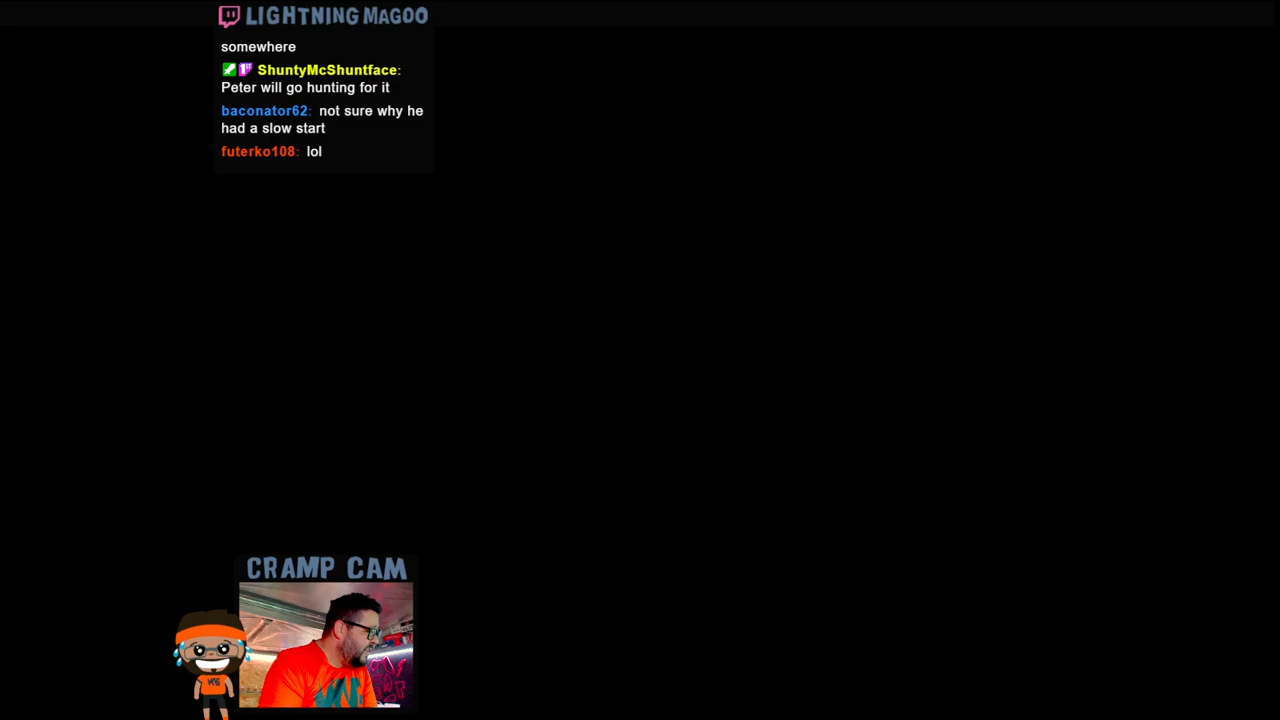 LIGHTNING MAGOO
somewhere
ShuntyMcShuntface:
Peter will go hunting for it
baconator62: not sure why he
had a slow start
futerko108: lol
CRAMP CAM